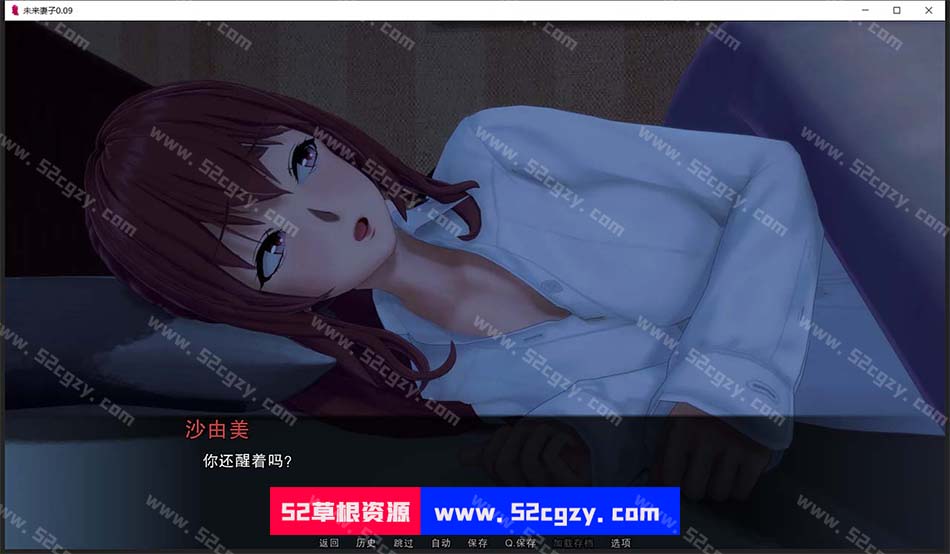 未来妻子0.09
沙由美
你还醒着吗?
52草根资源 www.52cgzy.com
返回 历史 跳过 自动 保存 Q.保存 加载存档 选项
www.52cgzy.com